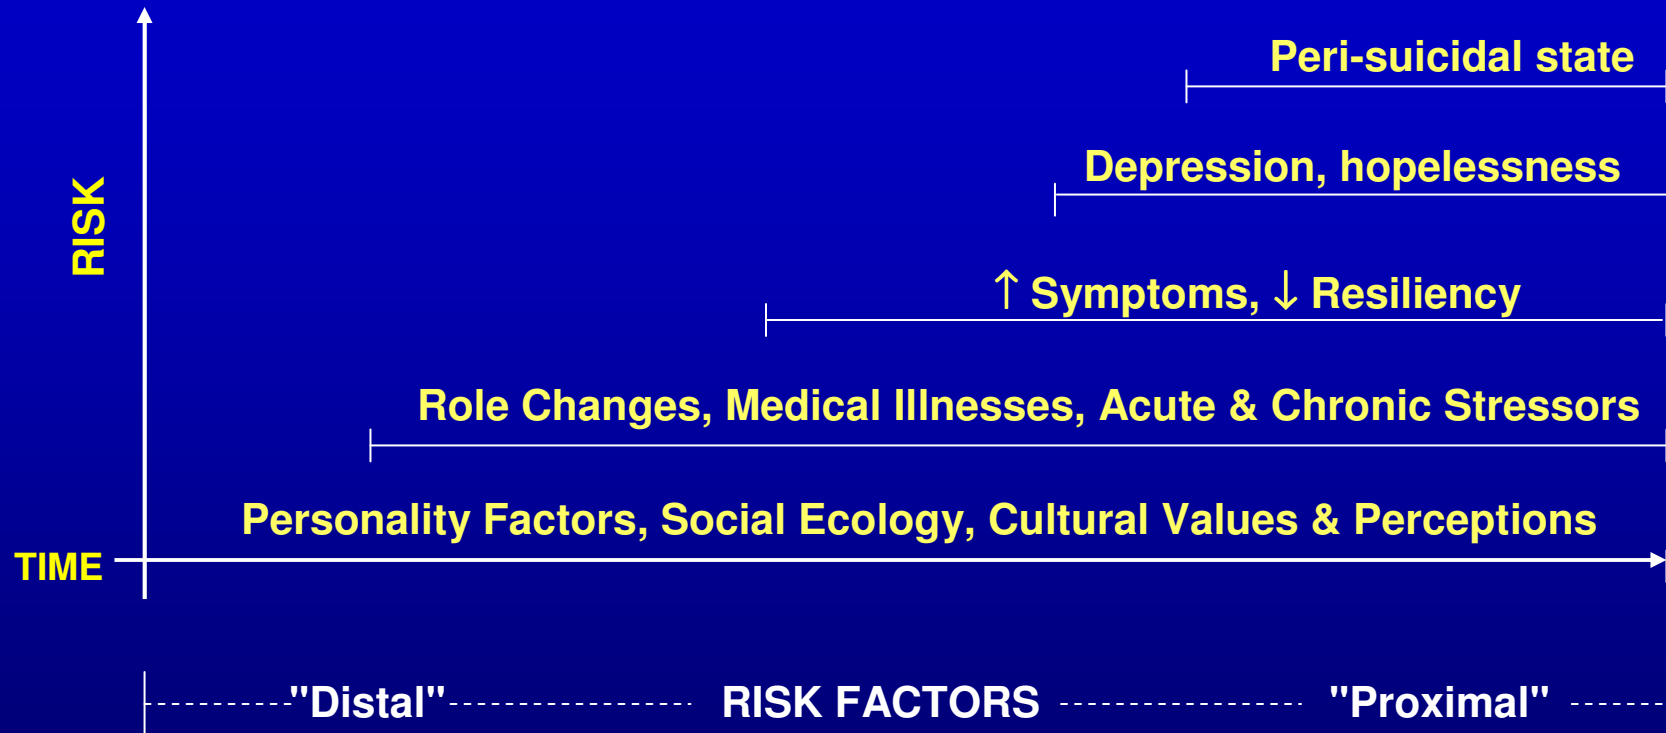 Peri-suicidal state
Depression, hopelessness
RISK
↑ Symptoms, ↓ Resiliency
Role Changes, Medical Illnesses, Acute & Chronic Stressors
Personality Factors, Social Ecology, Cultural Values & Perceptions
TIME
"Distal" RISK FACTORS "Proximal"